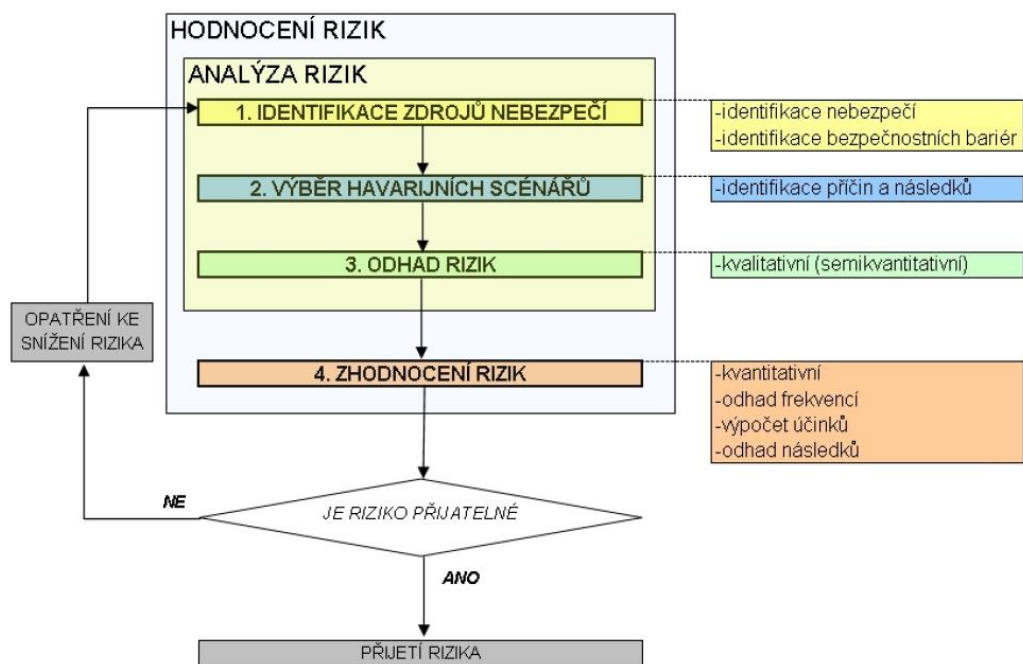 HODNOCENÍ RIZIK
ANALÝZA RIZIK
1. IDENTIFIKACE ZDROJŮ NEBEZPEČÍ
-identifikace nebezpečí
-identifikace bezpečnostních bariér
2. VÝBĚR HAVARIJNÍCH SCÉNÁŘŮ
-identifikace příčin a následků
3. ODHAD RIZIK
-kvalitativní (semikvantitativní)
OPATŘENÍ KE
SNÍŽENÍ RIZIKA
4. ZHODNOCENÍ RIZIK
-kvantitativní
-odhad frekvencí
-výpočet účinků
-odhad následků
NE
JE RIZIKO PŘIJATELNÉ
ANO
PŘIJETÍ RIZIKA